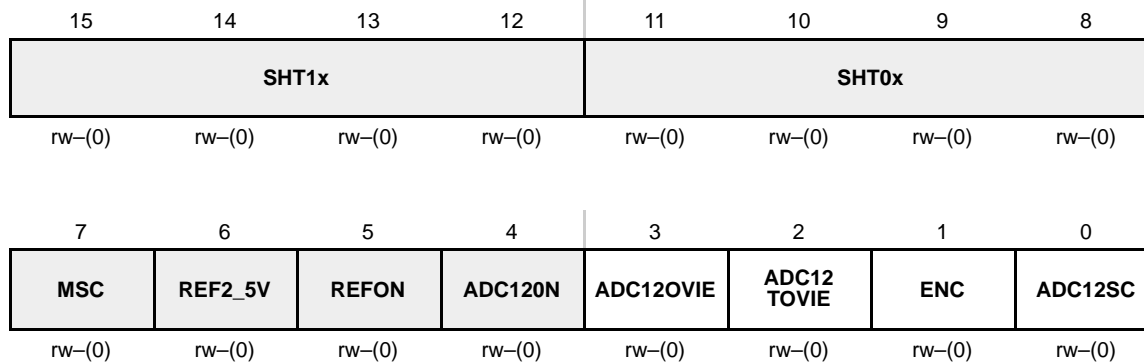 15 14 13 12 11 10 9 8
SHT1x SHT0x
rw–(0) rw–(0) rw–(0) rw–(0) rw–(0) rw–(0) rw–(0) rw–(0)
7 6 5 4 3 2 1 0
MSC REF2_5V REFON ADC120N ADC12OVIE ADC12 TOVIE ENC ADC12SC
rw–(0) rw–(0) rw–(0) rw–(0) rw–(0) rw–(0) rw–(0) rw–(0)